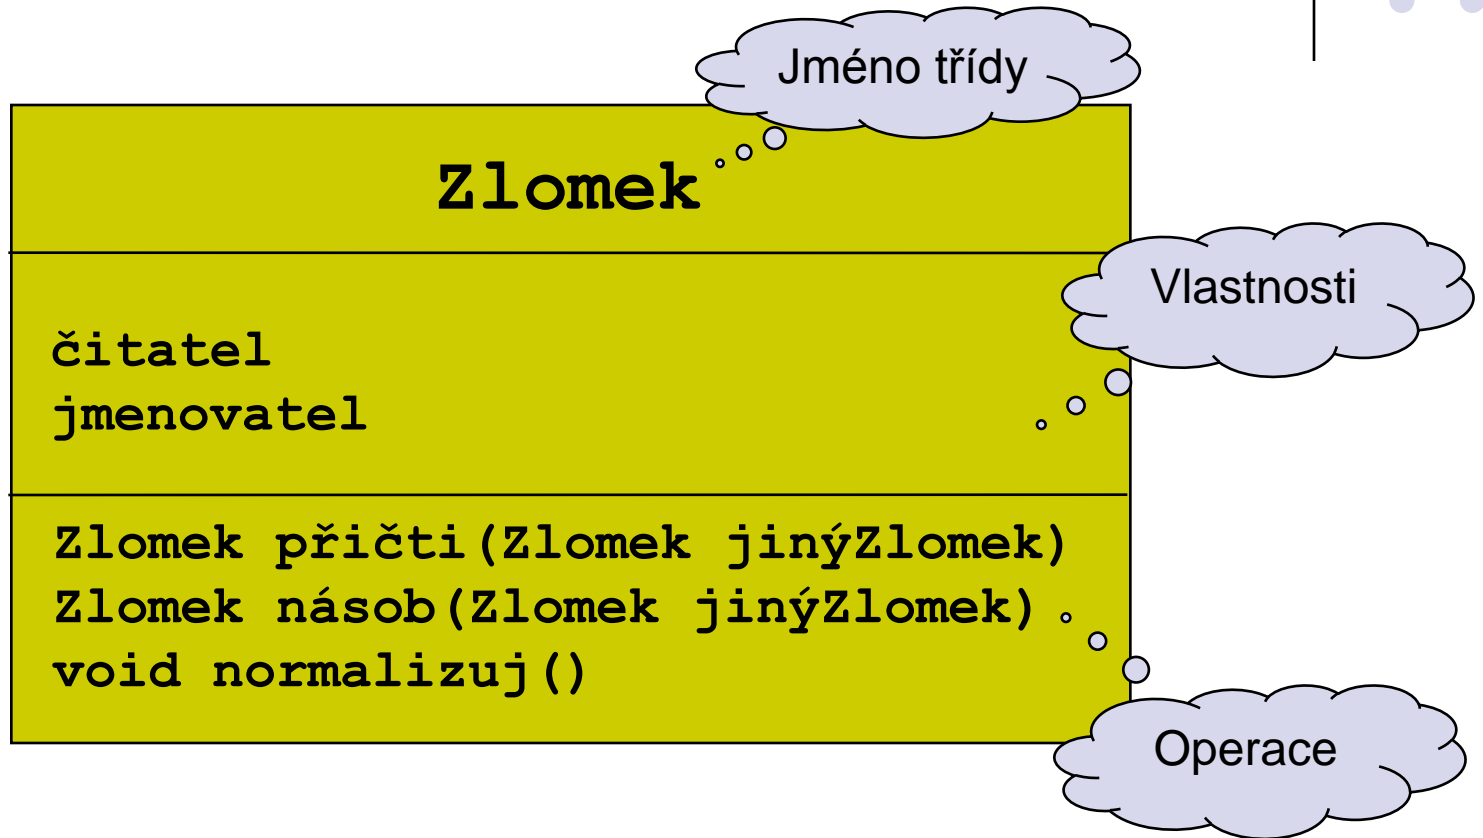 Jméno třídy
Zlomek
Vlastnosti
čitatel
jmenovatel
Zlomek přičti(Zlomek jinýZlomek)
Zlomek násob(Zlomek jinýZlomek)
void normalizuj()
Operace